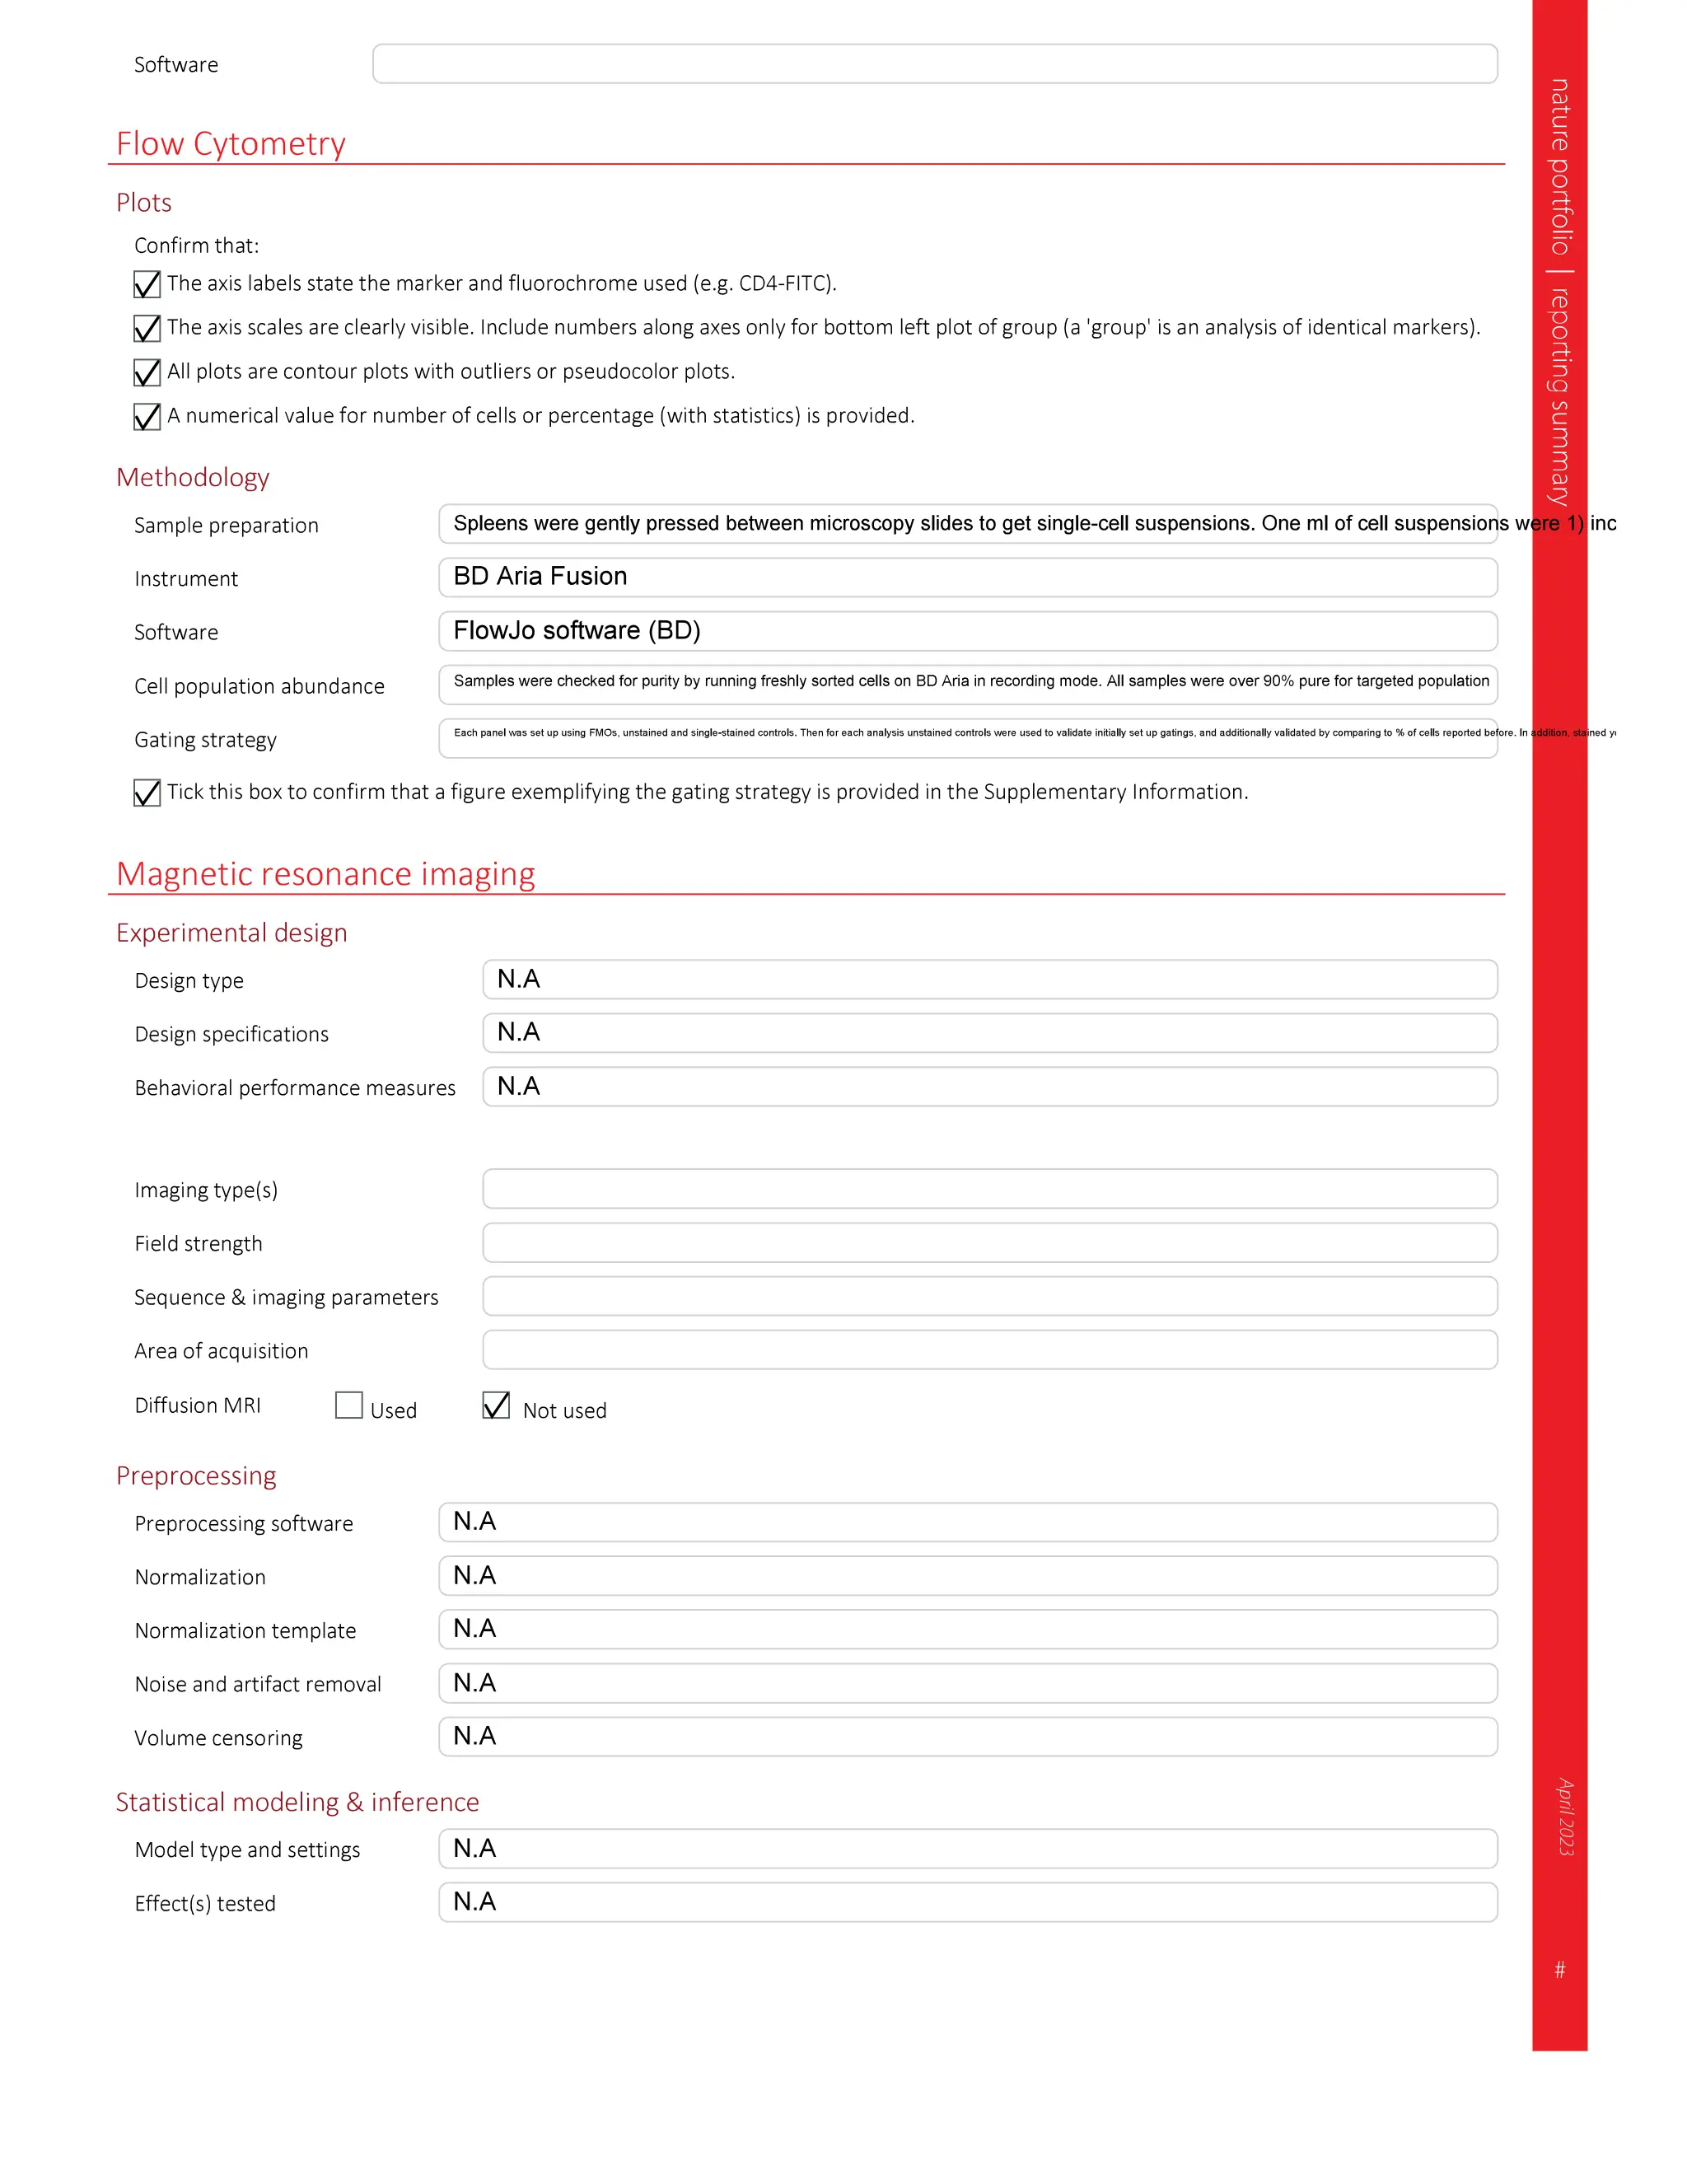 Software
Flow Cytometry
Plots
Confirm that:
The axis labels state the marker and fluorochrome used (e.g. CD4-FITC).
The axis scales are clearly visible. Include numbers along axes only for bottom left plot of group (a 'group' is an analysis of identical markers).
All plots are contour plots with outliers or pseudocolor plots.
A numerical value for number of cells or percentage (with statistics) is provided.
Methodology
Sample preparation Spleens were gently pressed between microscopy slides to get single-cell suspensions. One ml of cell suspensions were 1) inc
Instrument BD Aria Fusion
Software FlowJo software (BD)
Cell population abundance Samples were checked for purity by running freshly sorted cells on BD Aria in recording mode. All samples were over 90% pure for targeted population
Gating strategy Each panel was set up using FMOs, unstained and single-stained controls. Then for each analysis unstained controls were used to validate initially set up gatings, and additionally validated by comparing to % of cells reported before. In addition, stained
Tick this box to confirm that a figure exemplifying the gating strategy is provided in the Supplementary Information.
Magnetic resonance imaging
Experimental design
Design type N.A
Design specifications N.A
Behavioral performance measures N.A
Imaging type(s)
Field strength
Sequence & imaging parameters
Area of acquisition
Diffusion MRI Used Not used
Preprocessing
Preprocessing software N.A
Normalization N.A
Normalization template N.A
Noise and artifact removal N.A
Volume censoring N.A
Statistical modeling & inference
Model type and settings N.A
Effect(s) tested N.A
nature portfolio | reporting summary
April 2023
#